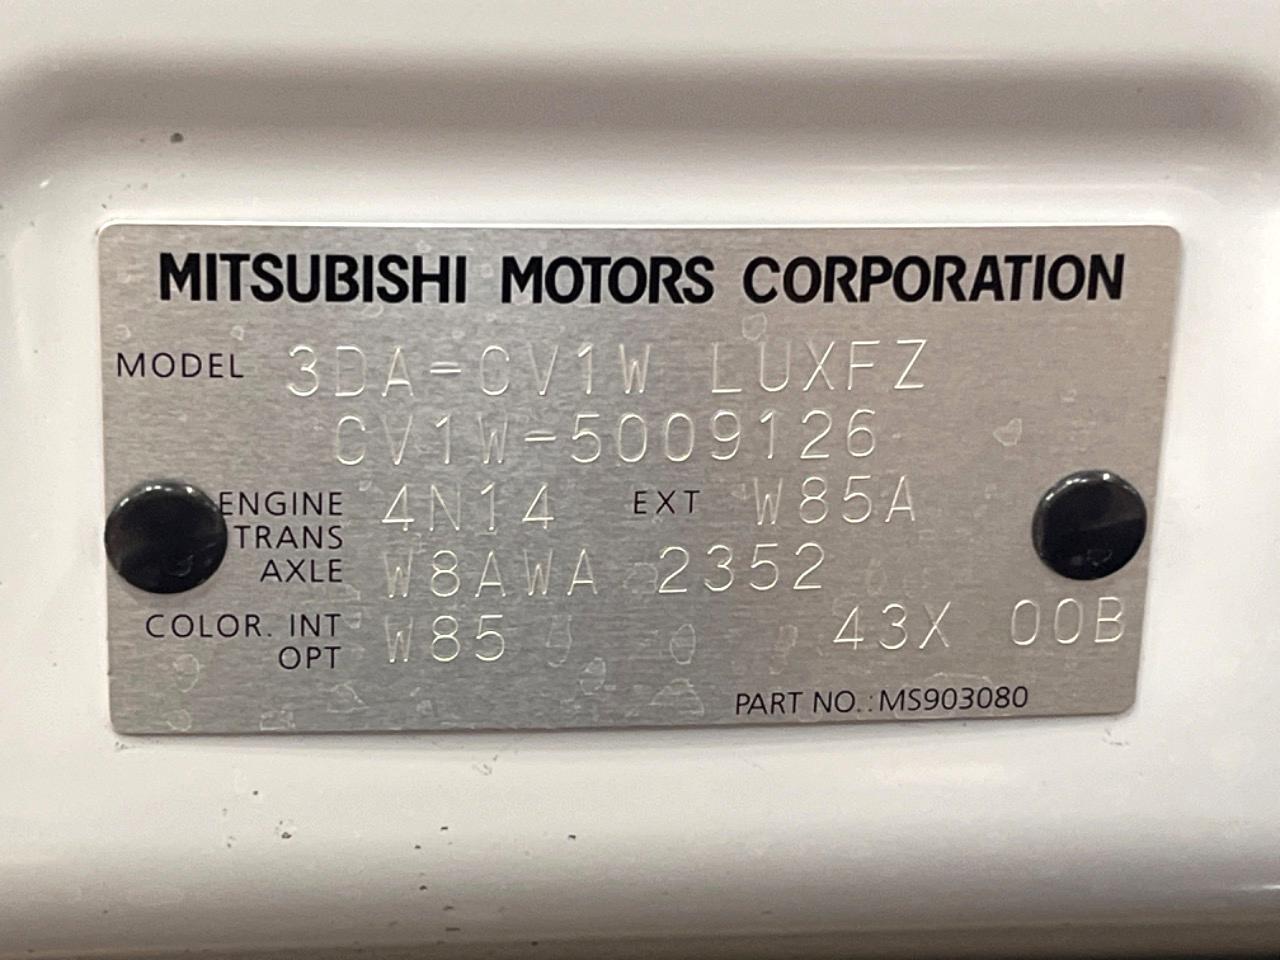 MITSUBISHI MOTORS CORPORATION
MODEL 3DA-CV1W LUXFZ
CV1W-5009126
ENGINE 4N14 EXT W85A
TRANS
AXLE W8AWA 2352
COLOR. INT W85 43X 00B
OPT
PART NO.:MS903080